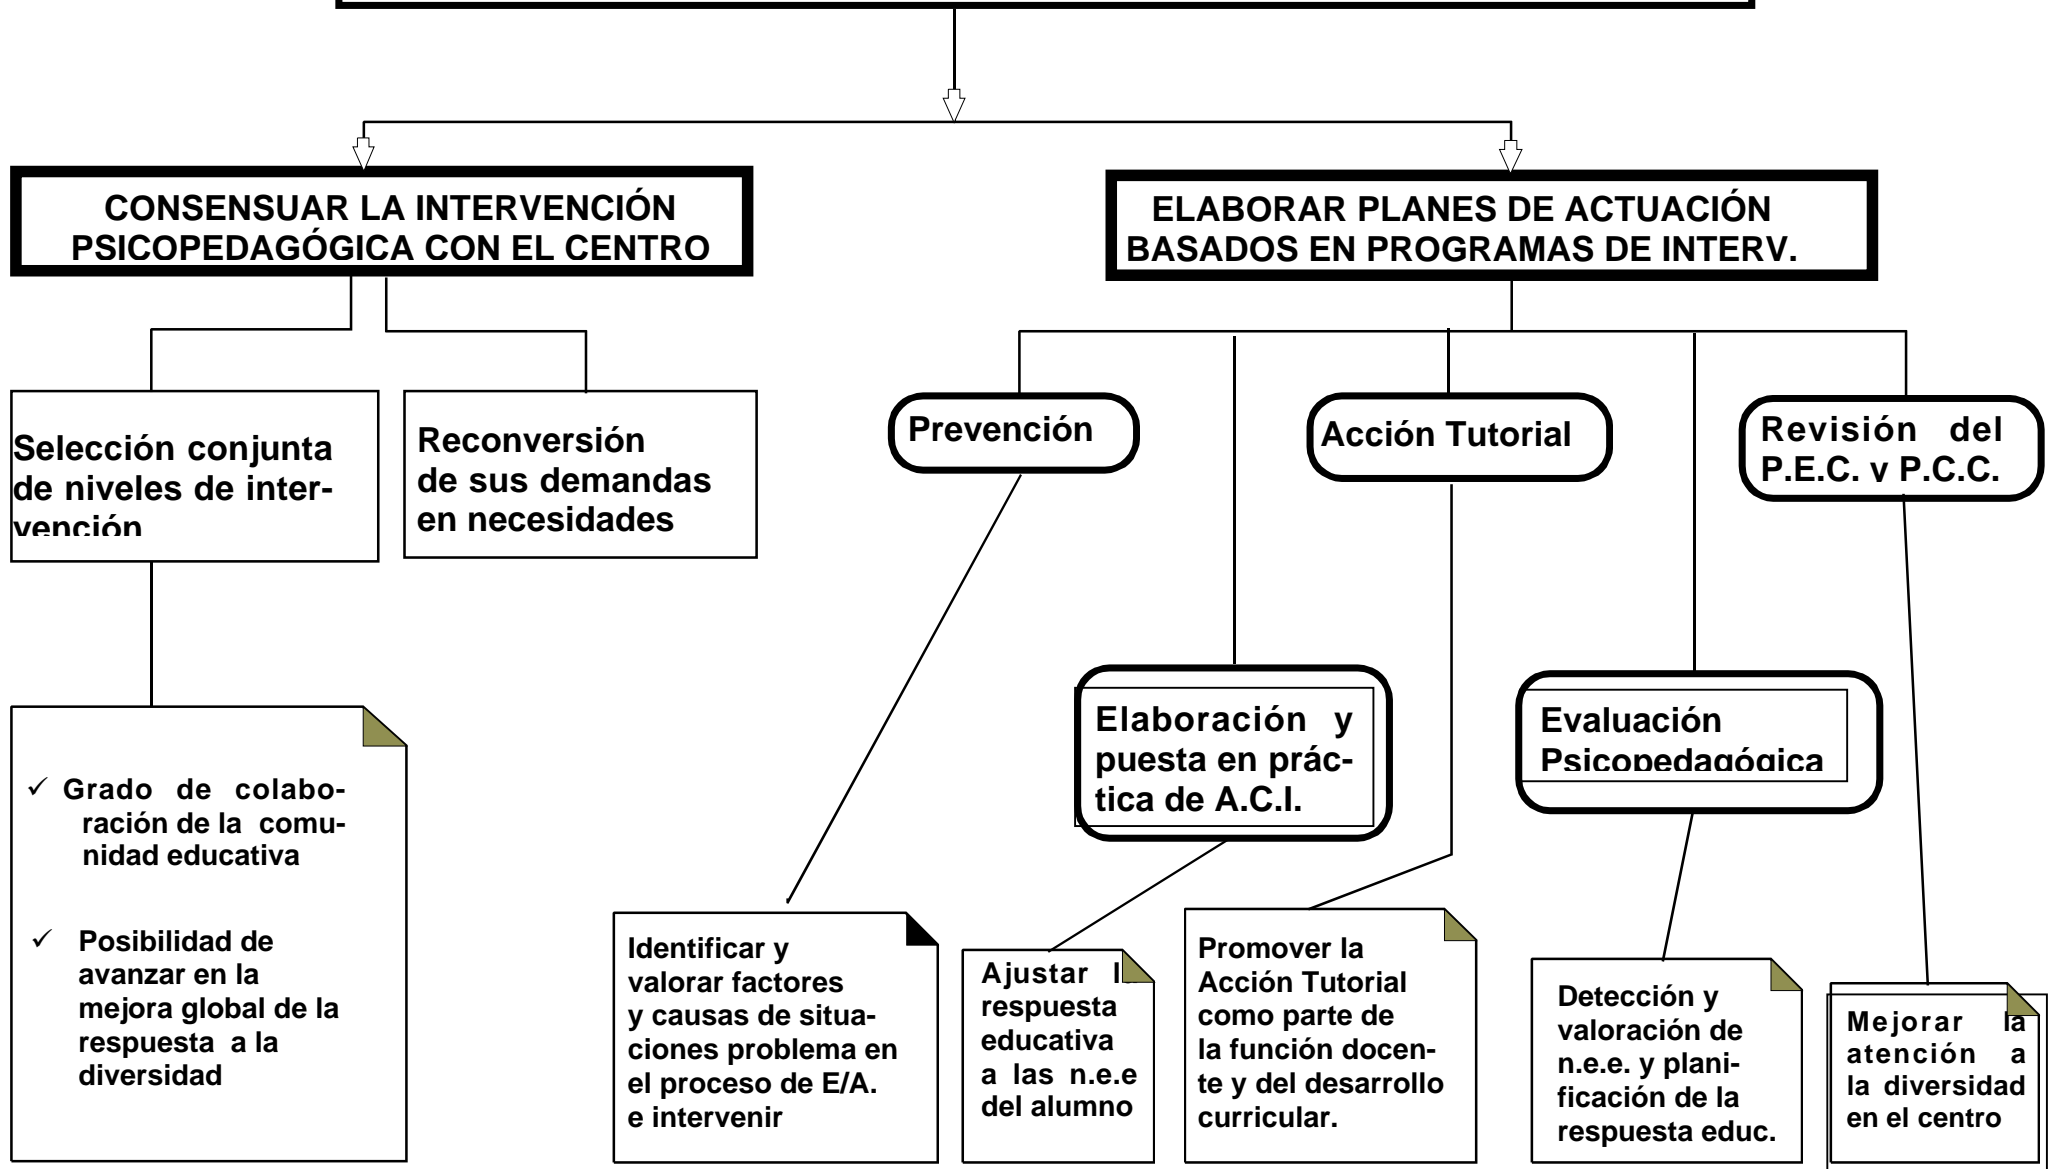 CONSENSUAR LA INTERVENCIÓN
PSICOPEDAGÓGICA CON EL CENTRO
ELABORAR PLANES DE ACTUACIÓN
BASADOS EN PROGRAMAS DE INTERV.
Selección conjunta
de niveles de inter-
vención
Reconversión
de sus demandas
en necesidades
Prevención
Acción Tutorial
Revisión del
P.E.C. y P.C.C.
Elaboración y
puesta en prác-
tica de A.C.I.
Evaluación
Psicopedagógica
✓ Grado de colabo-
ración de la comu-
nidad educativa
✓ Posibilidad de
avanzar en la
mejora global de la
respuesta a la
diversidad
Identificar y
valorar factores
y causas de situa-
ciones problema en
el proceso de E/A.
e intervenir
Ajustar la
respuesta
educativa
a las n.e.e
del alumno
Promover la
Acción Tutorial
como parte de
la función docen-
te y del desarrollo
curricular.
Detección y
valoración de
n.e.e. y plani-
ficación de la
respuesta educ.
Mejorar la
atención a
la diversidad
en el centro